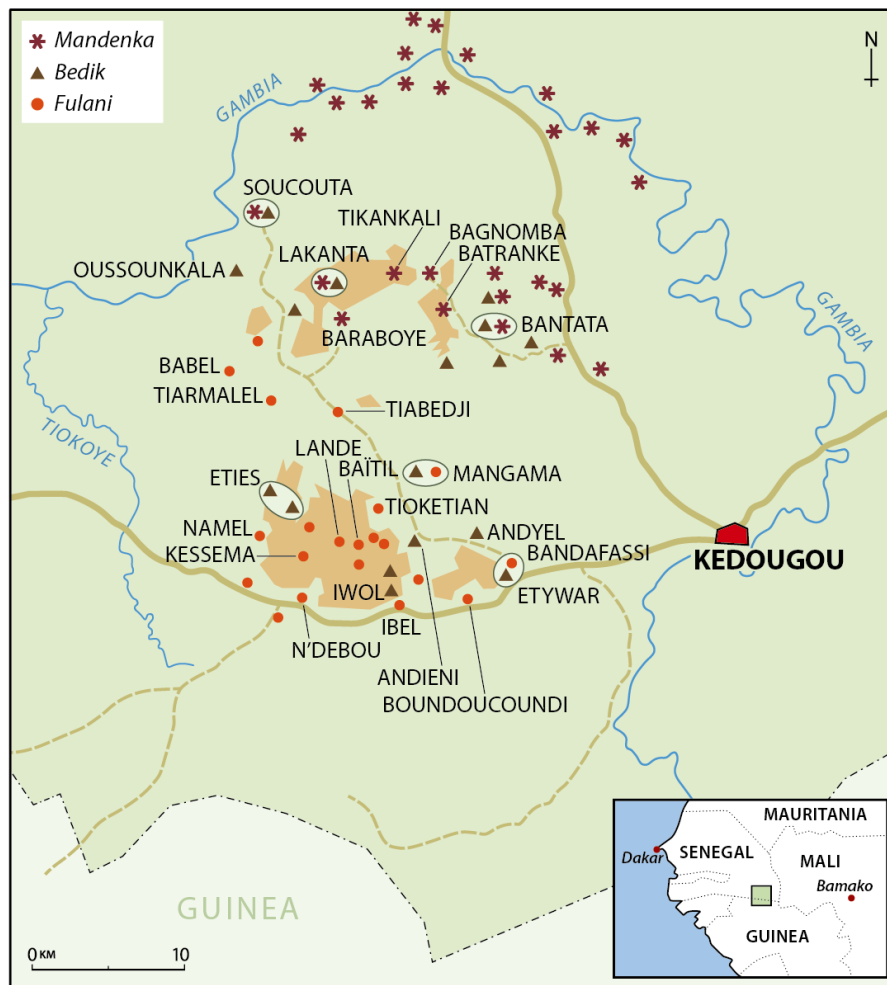 Mandenka
Bedik
Fulani
N
GAMBIA
SOUCOUTA
TIKANKALI
BAGNOMBA
LAKANTA
BATRANKE
OUSSOUNKALA
GAMBIA
BARABOYE
BANTATA
BABEL
TIARMALEL
TIABEDJI
TIOKOYE
LANDE
BAÏTIL
MANGAMA
ETIES
TIOKETIAN
NAMEL
ANDYEL
KESSEMA
BANDAFASSI
KEDOUGOU
IWOL
ETYWAR
IBEL
N'DEBOU
ANDIENI
BOUNDOUCOUNDI
MAURITANIA
SENEGAL
Dakar
MALI
Bamako
GUINEA
GUINEA
0 KM 10